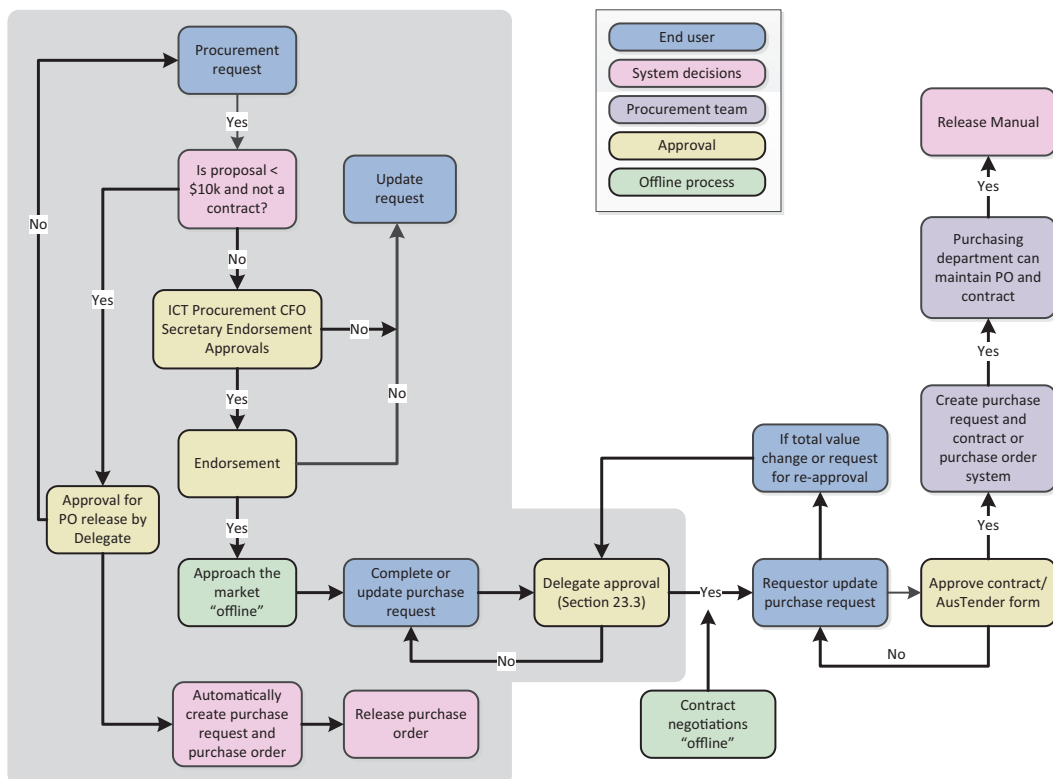 Procurement
request
Yes
Is proposal <
$10k and not a
contract?
No
Yes
No
ICT Procurement CFO
Secretary Endorsement
Approvals
No
Update
request
Yes
No
Endorsement
Approval for
PO release by
Delegate
Yes
Approach the
market
“offline”
Complete or
update purchase
request
Delegate approval
(Section 23.3)
No
Yes
Automatically
create purchase
request and
purchase order
Release purchase
order
Contract
negotiations
“offline”
End user
System decisions
Procurement team
Approval
Offline process
If total value
change or request
for re-approval
Requestor update
purchase request
Approve contract/
AusTender form
No
Yes
Create purchase
request and
contract or
purchase order
system
Yes
Purchasing
department can
maintain PO and
contract
Yes
Release Manual